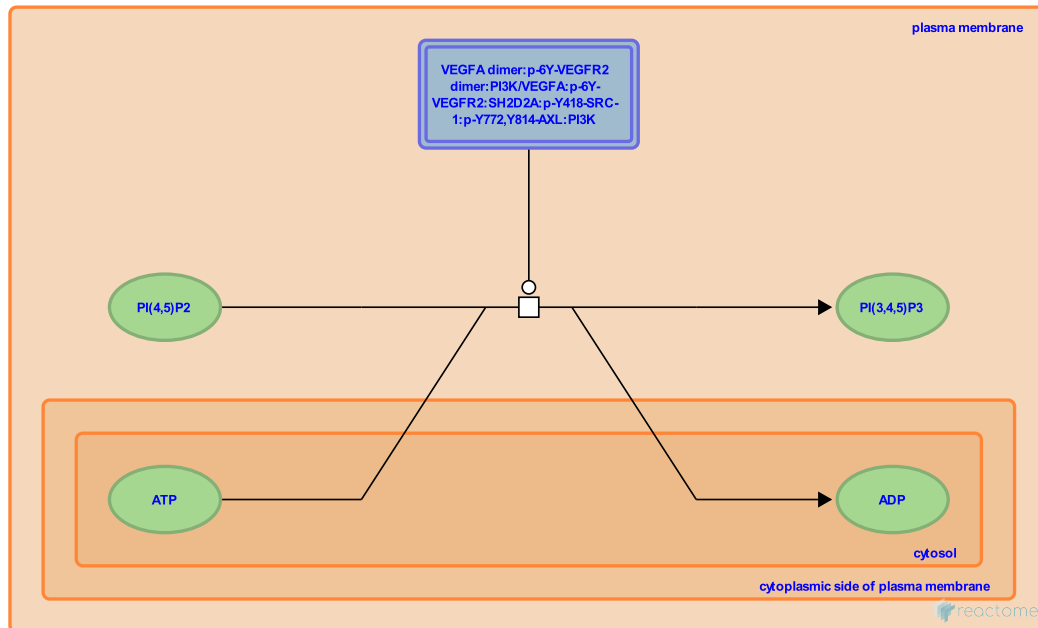 plasma membrane
VEGFA dimer:p-6Y-VEGFR2
dimer:PI3K/VEGFA:p-6Y-
VEGFR2:SH2D2A:p-Y418-SRC-
1:p-Y772,Y814-AXL:PI3K
PI(4,5)P2
PI(3,4,5)P3
ATP
ADP
cytosol
cytoplasmic side of plasma membrane
reactome